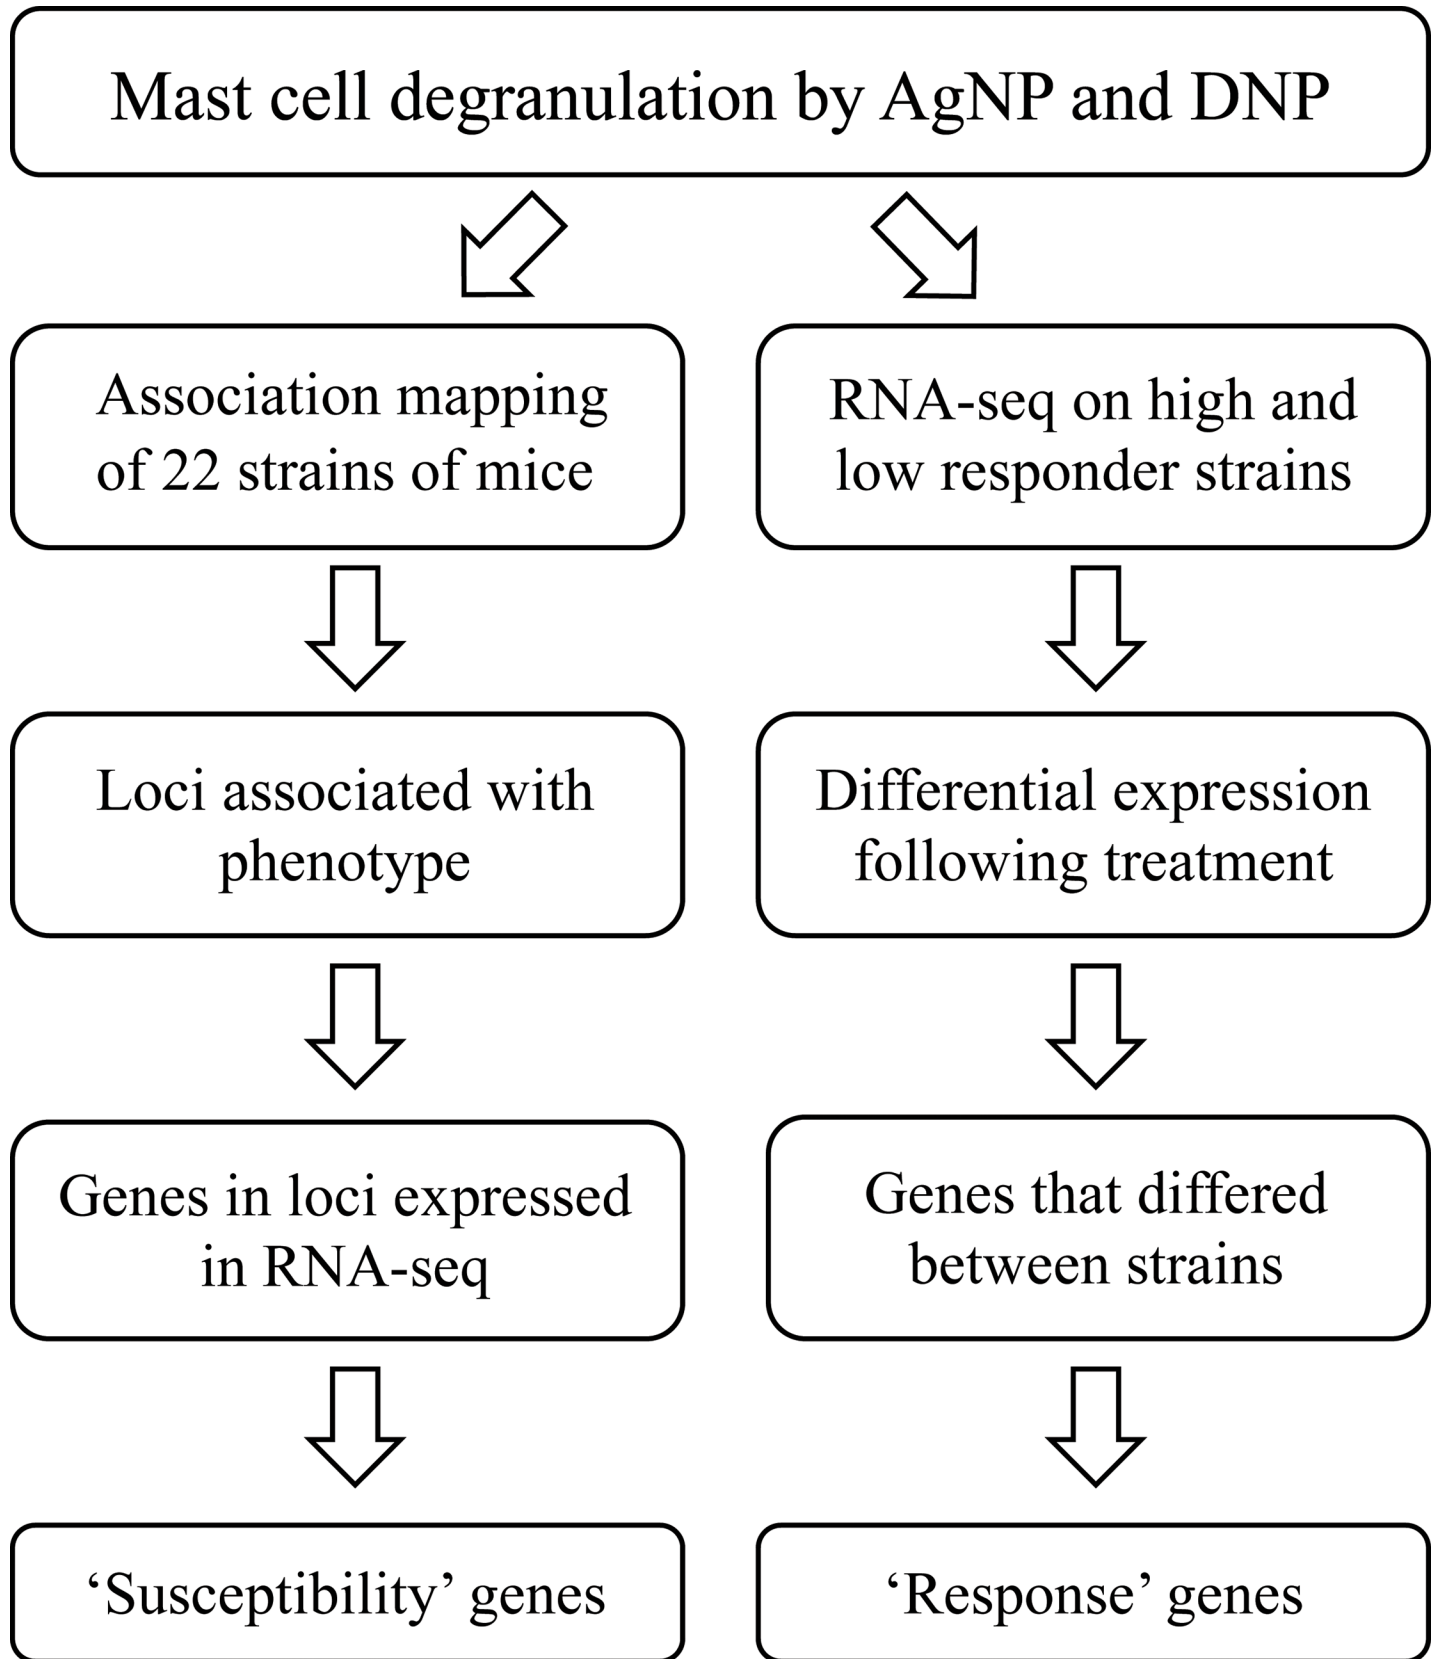 Mast cell degranulation by AgNP and DNP
Association mapping
of 22 strains of mice
RNA-seq on high and
low responder strains
Loci associated with
phenotype
Differential expression
following treatment
Genes in loci expressed
in RNA-seq
Genes that differed
between strains
‘Susceptibility’ genes
‘Response’ genes